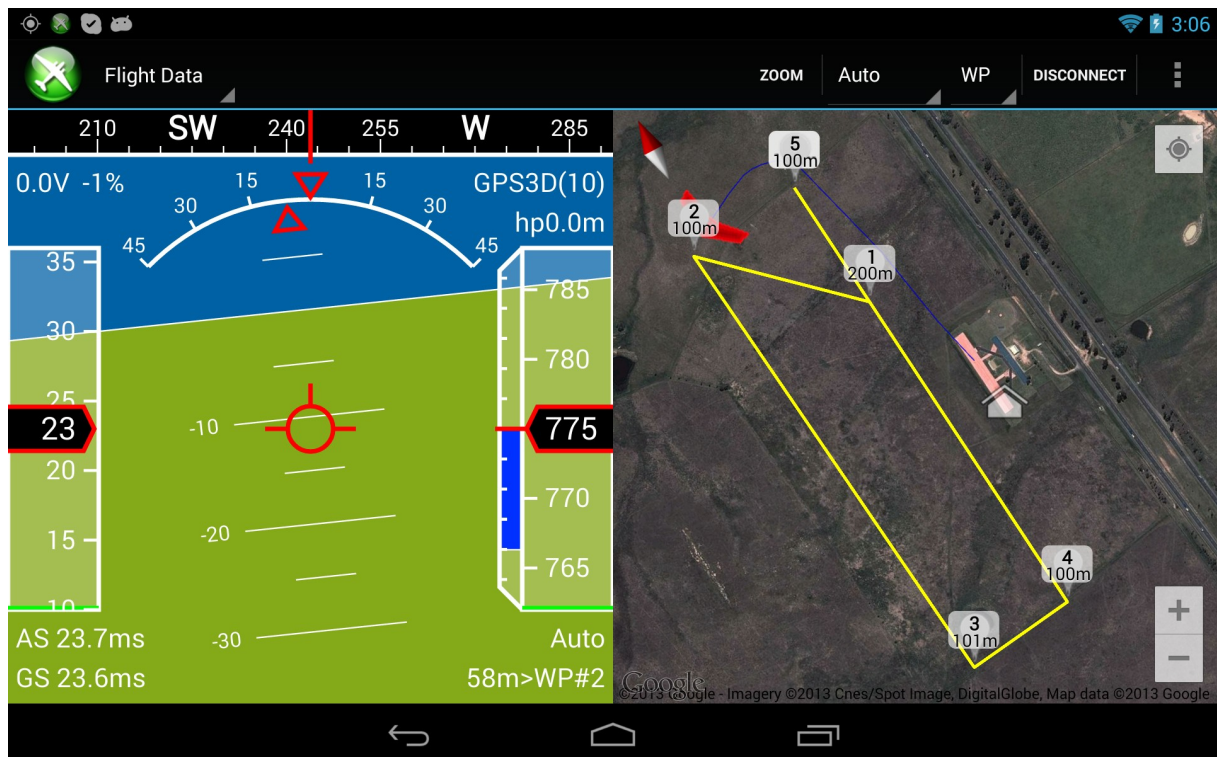 3:06
Flight Data
ZOOM Auto WP DISCONNECT
210 SW 240 255 W 285
0.0V -1% GPS3D(10)
hp0.0m
45 30 15 15 30 45
35
30
25
23
20
15
10
785
780
775
770
765
-10
-20
-30
AS 23.7ms Auto
GS 23.6ms 58m>WP#2
5
100m
2
100m
1
200m
4
100m
3
101m
+
−
Google
©2013 Google - Imagery ©2013 Cnes/Spot Image, DigitalGlobe, Map data ©2013 Google